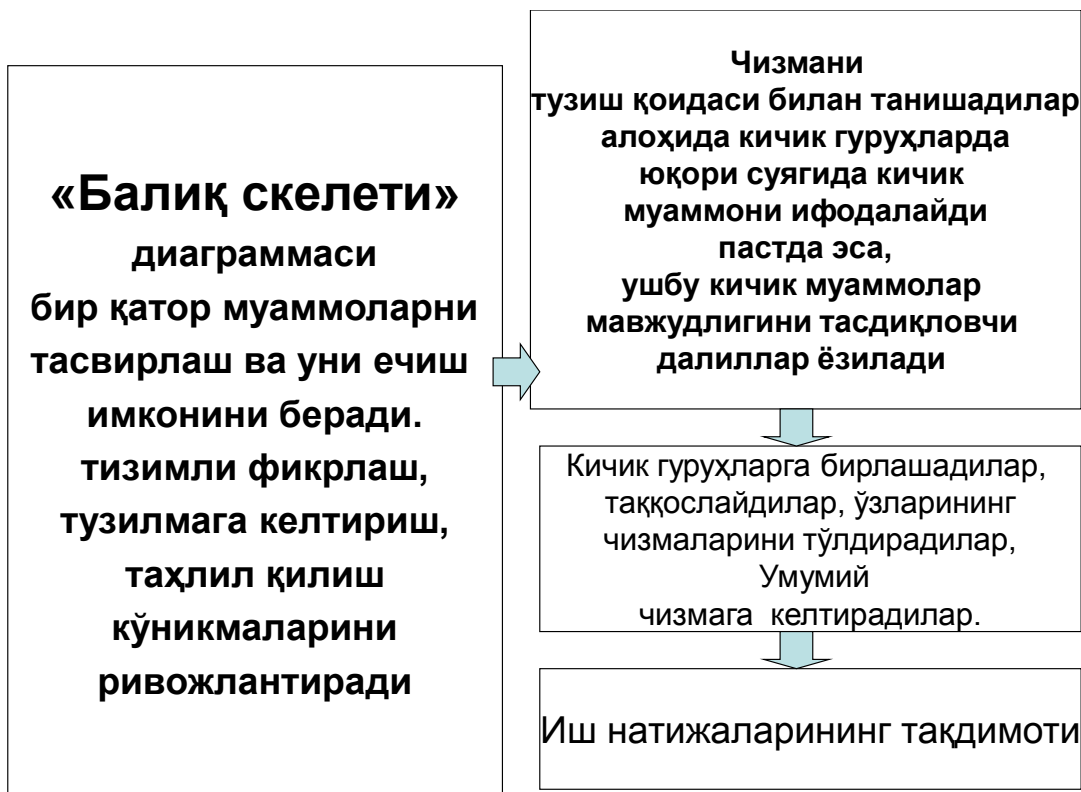 «Балиқ скелети»
диаграммаси
бир қатор муаммоларни
тасвирлаш ва уни ечиш
имконини беради.
тизимли фикрлаш,
тузилмага келтириш,
таҳлил қилиш
кўникмаларини
ривожлантиради
Чизмани
тузиш қоидаси билан танишадилар
алоҳида кичик гуруҳларда
юқори суягида кичик
муаммони ифодалайди
пастда эса,
ушбу кичик муаммолар
мавжудлигини тасдиқловчи
далиллар ёзилади
Кичик гуруҳларга бирлашадилар,
таққослайдилар, ўзларининг
чизмаларини тўлдирадилар,
Умумий
чизмага келтирадилар.
Иш натижаларининг тақдимоти